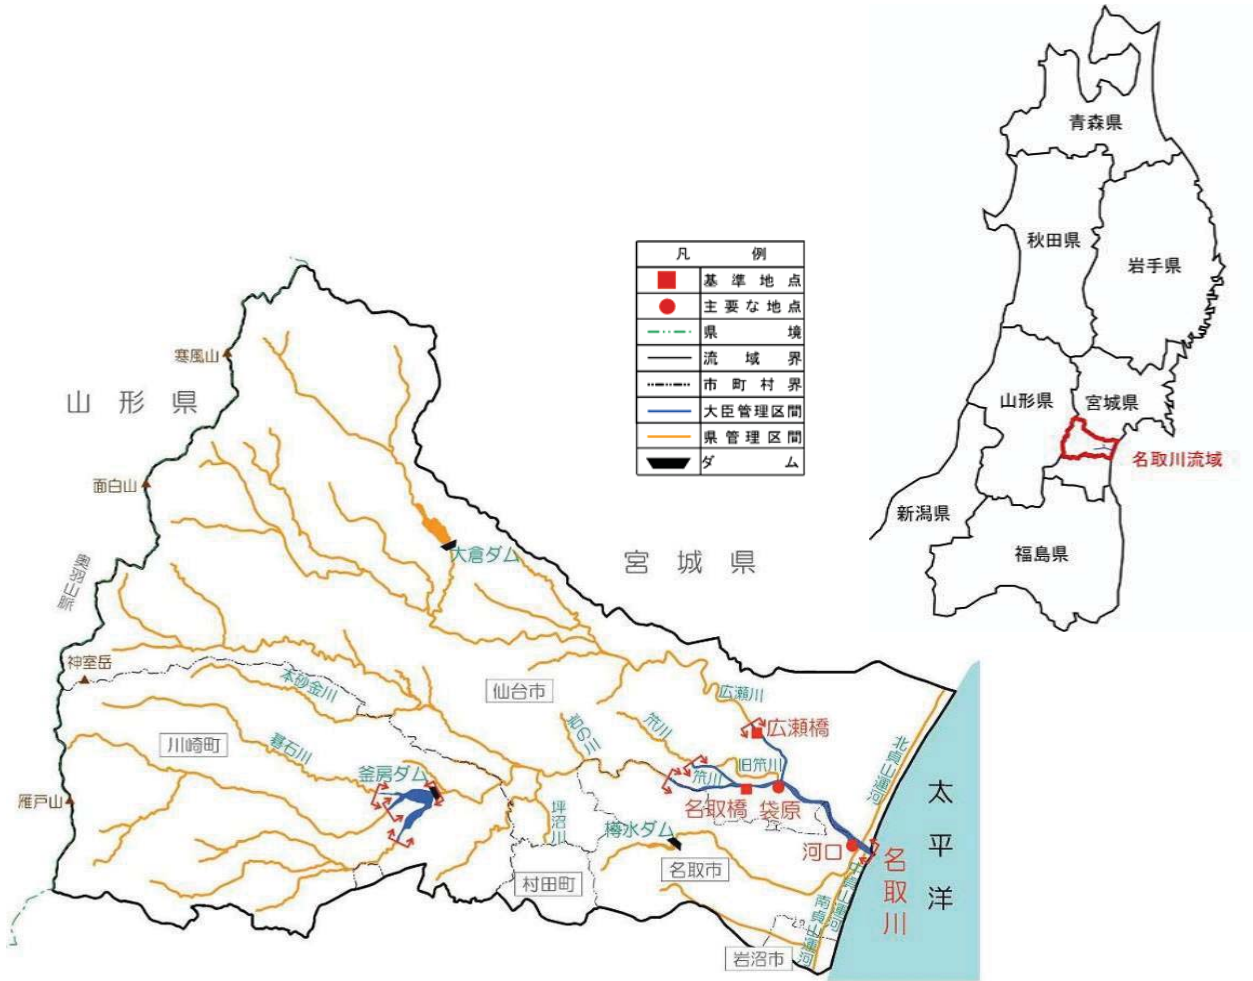 青森県
秋田県
岩手県
山形県
宮城県
名取川流域
新潟県
福島県
凡例
基準地点
主要な地点
県境
流域界
市町村界
大臣管理区間
県管理区間
ダム
寒風山
山形県
面白山
奥羽山脈
大倉ダム
宮城県
神室岳
本砂金川
仙台市
広瀬川
川崎町
碁石川
笊川
広瀬橋
北貞山運河
釜房ダム
笊川
旧笊川
太平洋
雁戸山
坪沼川
名取橋
袋原
樽水ダム
河口
名取川
村田町
名取市
南貞山運河
岩沼市